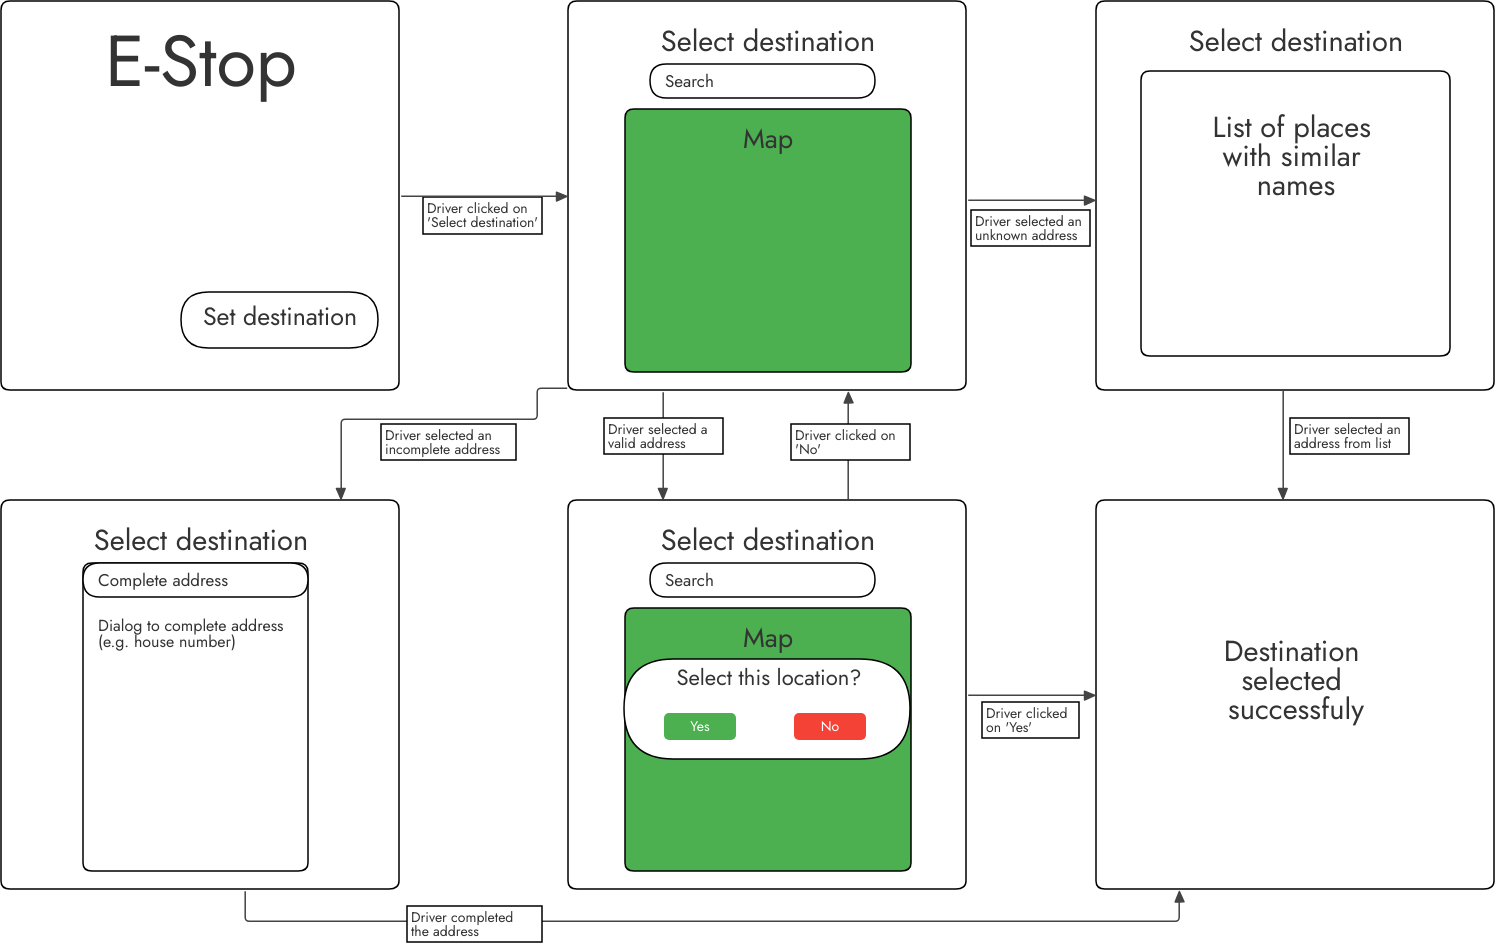 E-Stop
Set destination
Driver clicked on
'Select destination'
Select destination
Search
Map
Driver selected an
unknown address
Select destination
List of places
with similar
names
Driver selected an
incomplete address
Driver selected a
valid address
Driver clicked on
'No'
Driver selected an
address from list
Select destination
Complete address
Dialog to complete address
(e.g. house number)
Select destination
Search
Map
Select this location?
Yes
No
Driver clicked
on 'Yes'
Destination
selected
successfuly
Driver completed
the address